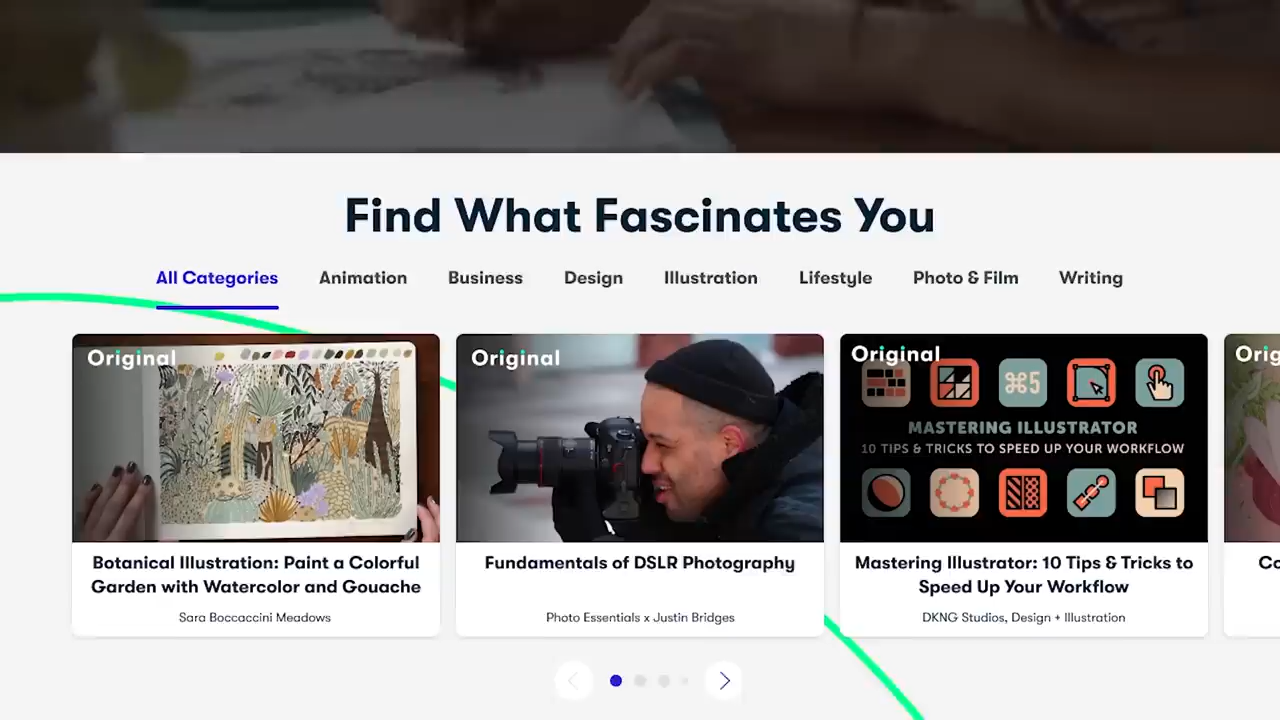 Find What Fascinates You
All Categories Animation Business Design Illustration Lifestyle Photo & Film Writing
Original
Botanical Illustration: Paint a Colorful
Garden with Watercolor and Gouache
Sara Boccaccini Meadows
Original
Fundamentals of DSLR Photography
Photo Essentials x Justin Bridges
Original
⌘5
MASTERING ILLUSTRATOR
10 TIPS & TRICKS TO SPEED UP YOUR WORKFLOW
Mastering Illustrator: 10 Tips & Tricks to
Speed Up Your Workflow
DKNG Studios, Design + Illustration
Orig
Co